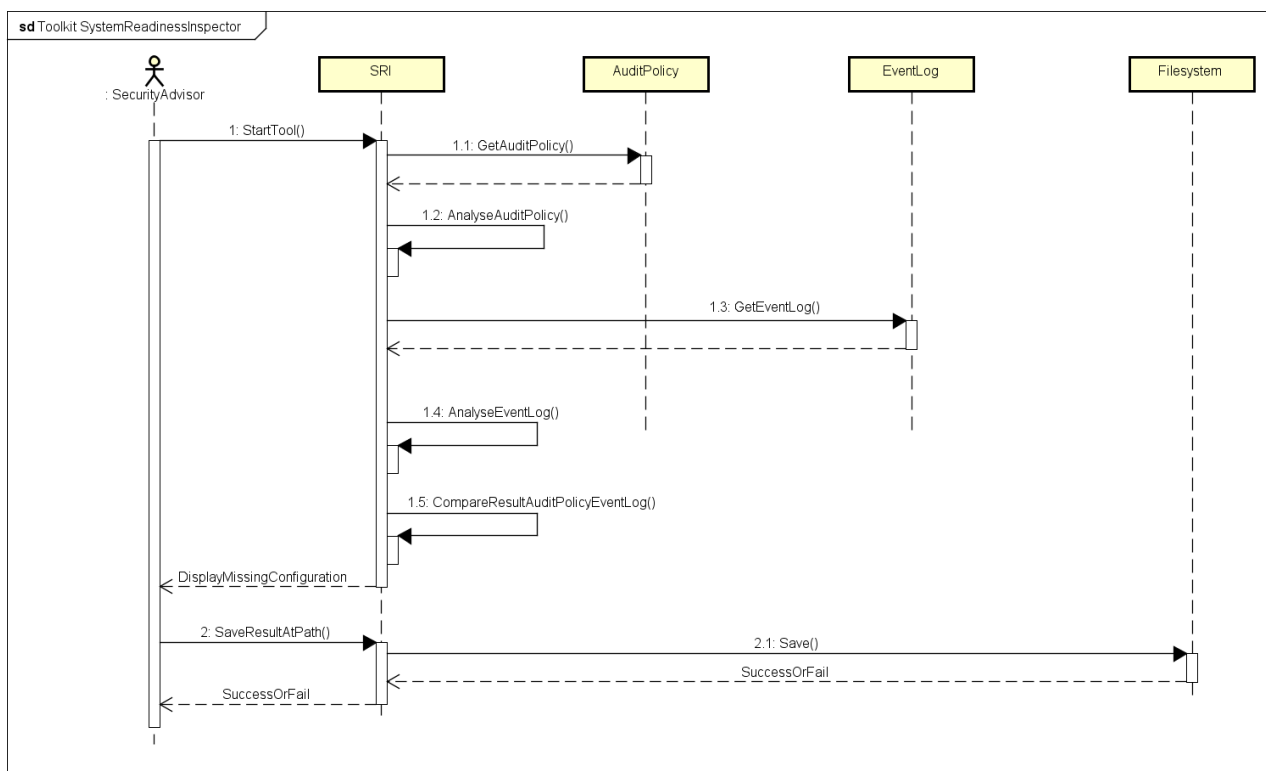 sd Toolkit SystemReadinessInspector
: SecurityAdvisor
SRI
AuditPolicy
EventLog
Filesystem
1: StartTool()
1.1: GetAuditPolicy()
1.2: AnalyseAuditPolicy()
1.3: GetEventLog()
1.4: AnalyseEventLog()
1.5: CompareResultAuditPolicyEventLog()
DisplayMissingConfiguration
2: SaveResultAtPath()
2.1: Save()
SuccessOrFail
SuccessOrFail